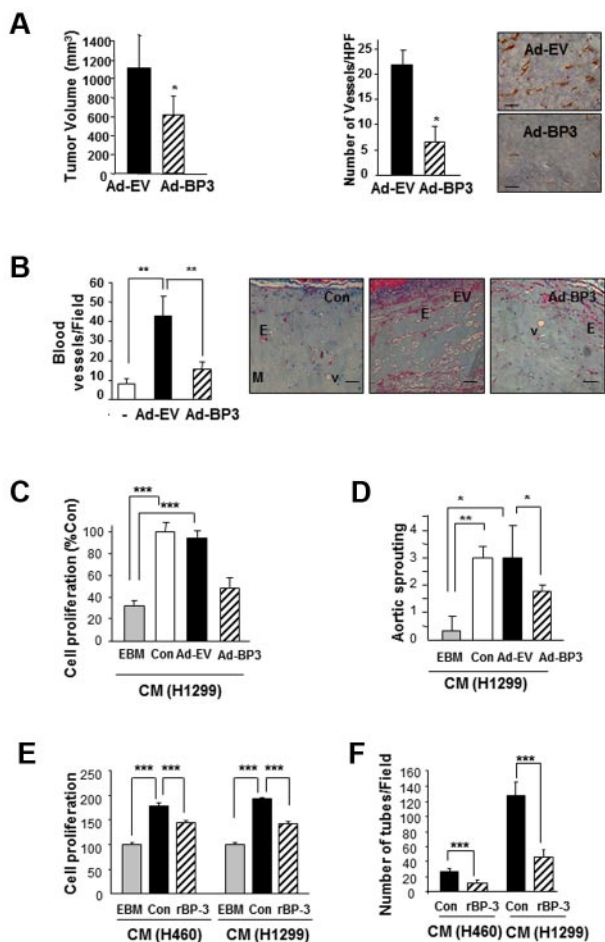 A
Tumor Volume (mm³)
1400
1200
1000
800
600
400
200
0
*
Ad-EV Ad-BP3
Number of Vessels/HPF
25
20
15
10
5
0
*
Ad-EV Ad-BP3
Ad-EV
Ad-BP3
B
Blood
vessels/Field
60
50
40
30
20
10
0
** **
- Ad-EV Ad-BP3
Con
E
M
v
EV
E
Ad-BP3
v
E
C
Cell proliferation (%Con)
100
80
60
40
20
0
***
***
EBM Con Ad-EV Ad-BP3
CM (H1299)
D
Aortic sprouting
4
3
2
1
0
* *
**
EBM Con Ad-EV Ad-BP3
CM (H1299)
E
Cell proliferation
200
150
100
50
0
*** *** *** ***
EBM Con rBP-3 EBM Con rBP-3
CM (H460) CM (H1299)
F
Number of tubes/Field
160
140
120
100
80
60
40
20
0
***
***
Con rBP-3 Con rBP-3
CM (H460) CM (H1299)